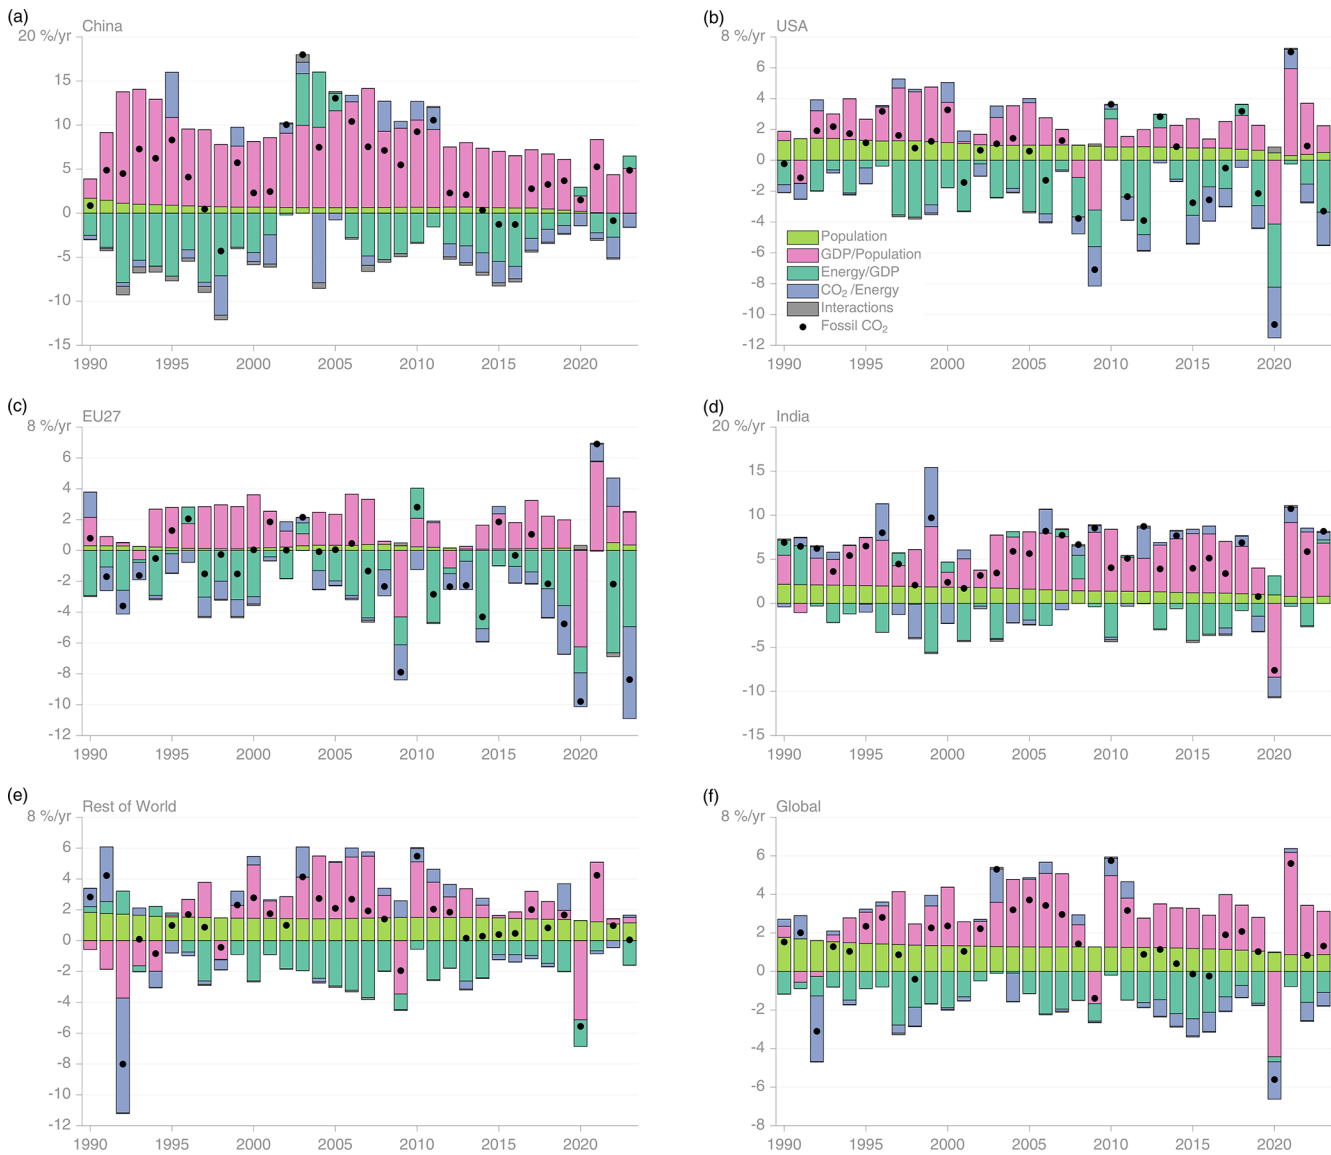 (a)
China
20 %/yr
15
10
5
0
-5
-10
-15
1990 1995 2000 2005 2010 2015 2020
(b)
USA
8 %/yr
6
4
2
0
-2
-4
-6
-8
-10
-12
Population
GDP/Population
Energy/GDP
CO₂/Energy
Interactions
Fossil CO₂
1990 1995 2000 2005 2010 2015 2020
(c)
EU27
8 %/yr
6
4
2
0
-2
-4
-6
-8
-10
-12
1990 1995 2000 2005 2010 2015 2020
(d)
India
20 %/yr
15
10
5
0
-5
-10
-15
1990 1995 2000 2005 2010 2015 2020
(e)
Rest of World
8 %/yr
6
4
2
0
-2
-4
-6
-8
-10
-12
1990 1995 2000 2005 2010 2015 2020
(f)
Global
8 %/yr
6
4
2
0
-2
-4
-6
-8
1990 1995 2000 2005 2010 2015 2020